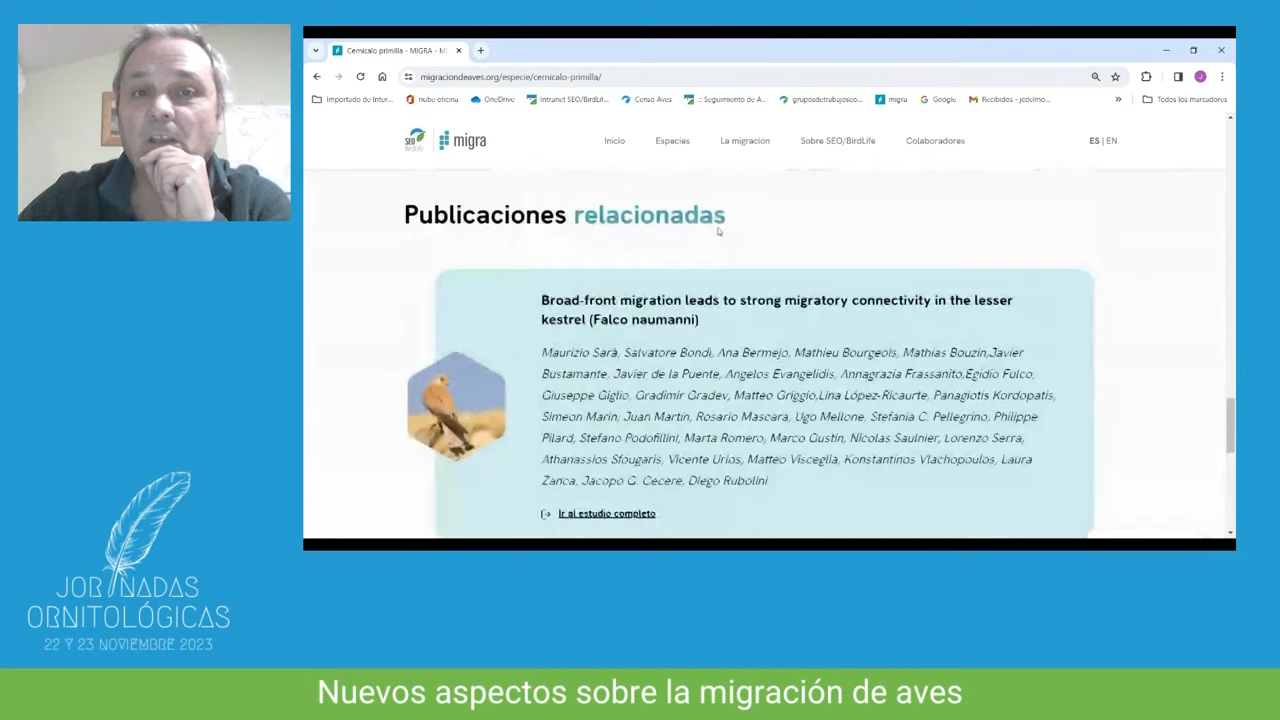 Cernícalo primilla - MIGRA - M
migraciondeaves.org/especie/cernicalo-primilla/
Importado de Inter...
nube oficina
OneDrive
Intranet SEO/BirdLif...
Censo Aves
.:: Seguimiento de A...
gruposdetrabajoseo...
migra
Google
Recibidos - jcdelmo...
»
Todos los marcadores
SEO
BirdLife
migra
Inicio
Especies
La migración
Sobre SEO/BirdLife
Colaboradores
ES | EN
Publicaciones relacionadas
Broad-front migration leads to strong migratory connectivity in the lesser
kestrel (Falco naumanni)
Maurizio Sarà, Salvatore Bondì, Ana Bermejo, Mathieu Bourgeois, Mathias Bouzin,Javier
Bustamante, Javier de la Puente, Angelos Evangelidis, Annagrazia Frassanito,Egidio Fulco,
Giuseppe Giglio, Gradimir Gradev, Matteo Griggio,Lina López-Ricaurte, Panagiotis Kordopatis,
Simeon Marin, Juan Martín, Rosario Mascara, Ugo Mellone, Stefania C. Pellegrino, Philippe
Pilard, Stefano Podofillini, Marta Romero, Marco Gustin, Nicolas Saulnier, Lorenzo Serra,
Athanassios Sfougaris, Vicente Urios, Matteo Visceglia, Konstantinos Vlachopoulos, Laura
Zanca, Jacopo G. Cecere, Diego Rubolini
Ir al estudio completo
JORNADAS
ORNITOLÓGICAS
22 Y 23 NOVIEMBRE 2023
Nuevos aspectos sobre la migración de aves